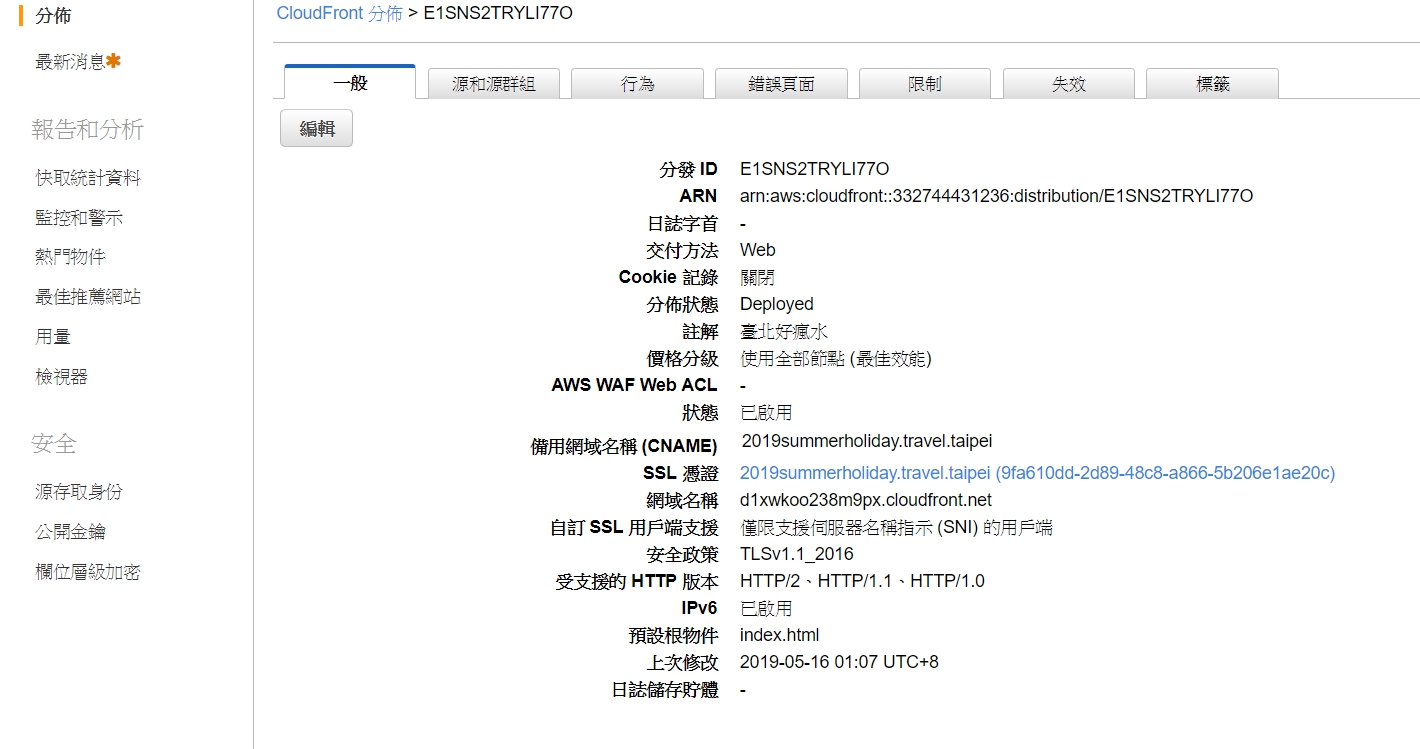 分佈
最新消息✱
報告和分析
快取統計資料
監控和警示
熱門物件
最佳推薦網站
用量
檢視器
安全
源存取身份
公開金鑰
欄位層級加密
CloudFront 分佈 > E1SNS2TRYLI77O
一般 源和源群組 行為 錯誤頁面 限制 失效 標籤
編輯
分發 ID E1SNS2TRYLI77O
ARN arn:aws:cloudfront::332744431236:distribution/E1SNS2TRYLI77O
日誌字首 -
交付方法 Web
Cookie 記錄 關閉
分佈狀態 Deployed
註解 臺北好瘋水
價格分級 使用全部節點 (最佳效能)
AWS WAF Web ACL -
狀態 已啟用
備用網域名稱 (CNAME) 2019summerholiday.travel.taipei
SSL 憑證 2019summerholiday.travel.taipei (9fa610dd-2d89-48c8-a866-5b206e1ae20c)
網域名稱 d1xwkoo238m9px.cloudfront.net
自訂 SSL 用戶端支援 僅限支援伺服器名稱指示 (SNI) 的用戶端
安全政策 TLSv1.1_2016
受支援的 HTTP 版本 HTTP/2、HTTP/1.1、HTTP/1.0
IPv6 已啟用
預設根物件 index.html
上次修改 2019-05-16 01:07 UTC+8
日誌儲存貯體 -